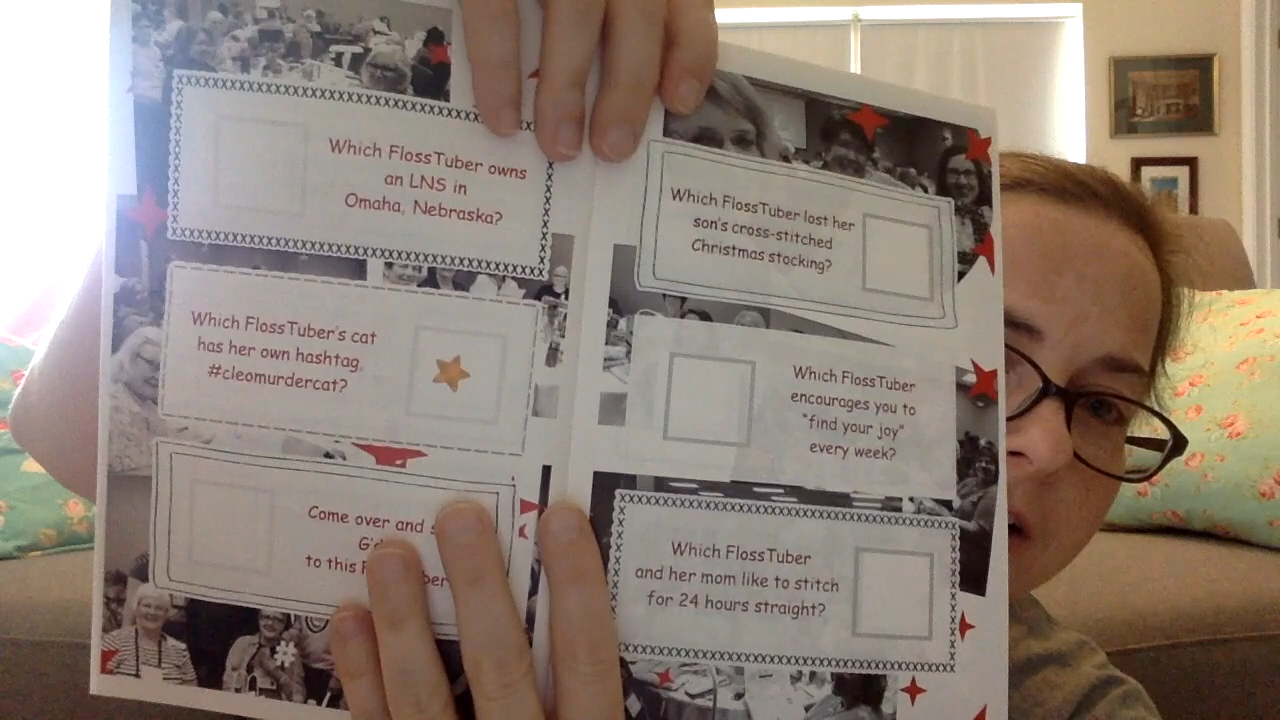 Which FlossTuber owns
an LNS in
Omaha, Nebraska?
Which FlossTuber's cat
has her own hashtag,
#cleomurdercat?
Come over and
to this
Which FlossTuber lost her
son's cross-stitched
Christmas stocking?
Which FlossTuber
encourages you to
"find your joy"
every week?
Which FlossTuber
and her mom like to stitch
for 24 hours straight?